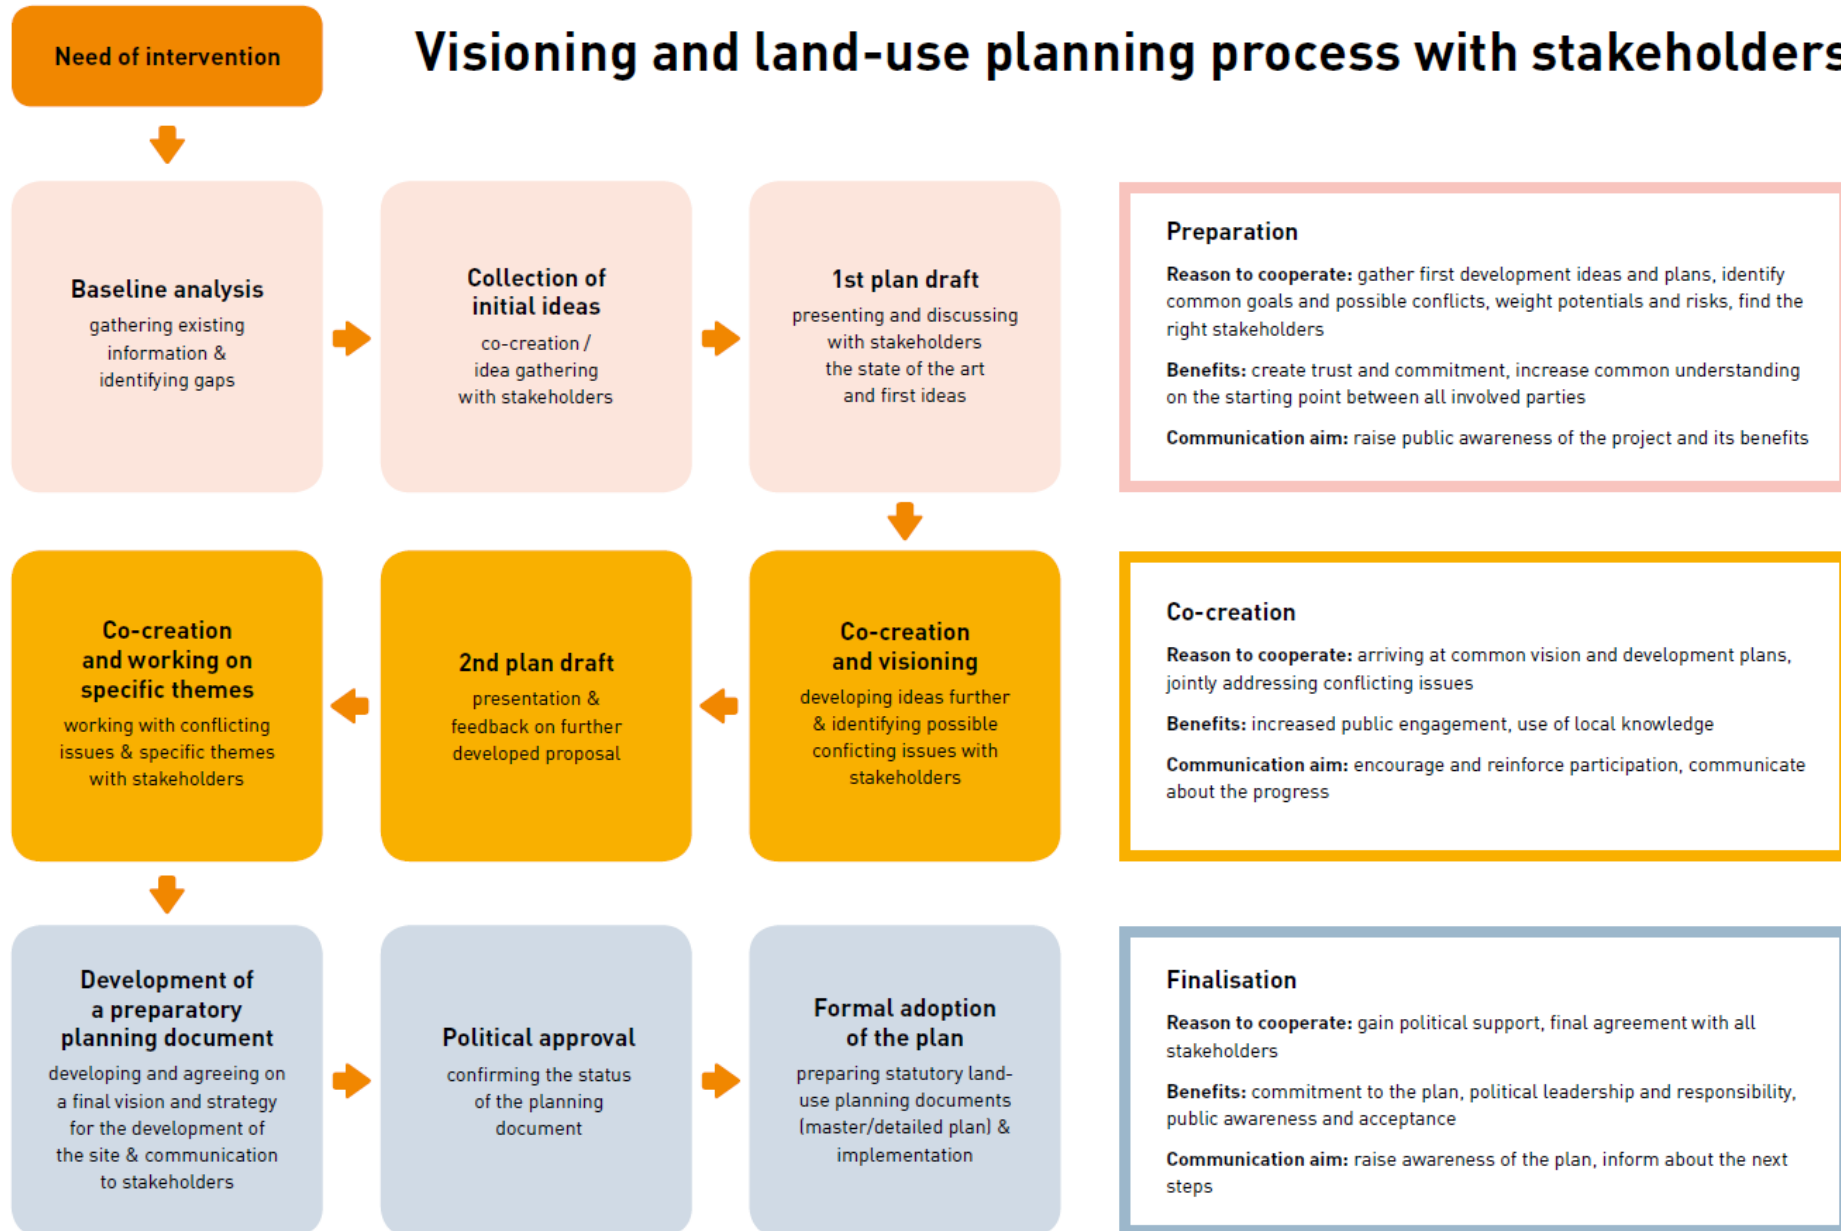 Need of intervention
Visioning and land-use planning process with stakeholders
Baseline analysis
gathering existing
information &
identifying gaps
Collection of
initial ideas
co-creation /
idea gathering
with stakeholders
1st plan draft
presenting and discussing
with stakeholders
the state of the art
and first ideas
Preparation
Reason to cooperate: gather first development ideas and plans, identify
common goals and possible conflicts, weight potentials and risks, find the
right stakeholders
Benefits: create trust and commitment, increase common understanding
on the starting point between all involved parties
Communication aim: raise public awareness of the project and its benefits
Co-creation
and working on
specific themes
working with conflicting
issues & specific themes
with stakeholders
2nd plan draft
presentation &
feedback on further
developed proposal
Co-creation
and visioning
developing ideas further
& identifying possible
conficting issues with
stakeholders
Co-creation
Reason to cooperate: arriving at common vision and development plans,
jointly addressing conflicting issues
Benefits: increased public engagement, use of local knowledge
Communication aim: encourage and reinforce participation, communicate
about the progress
Development of
a preparatory
planning document
developing and agreeing on
a final vision and strategy
for the development of
the site & communication
to stakeholders
Political approval
confirming the status
of the planning
document
Formal adoption
of the plan
preparing statutory land-
use planning documents
(master/detailed plan) &
implementation
Finalisation
Reason to cooperate: gain political support, final agreement with all
stakeholders
Benefits: commitment to the plan, political leadership and responsibility,
public awareness and acceptance
Communication aim: raise awareness of the plan, inform about the next
steps